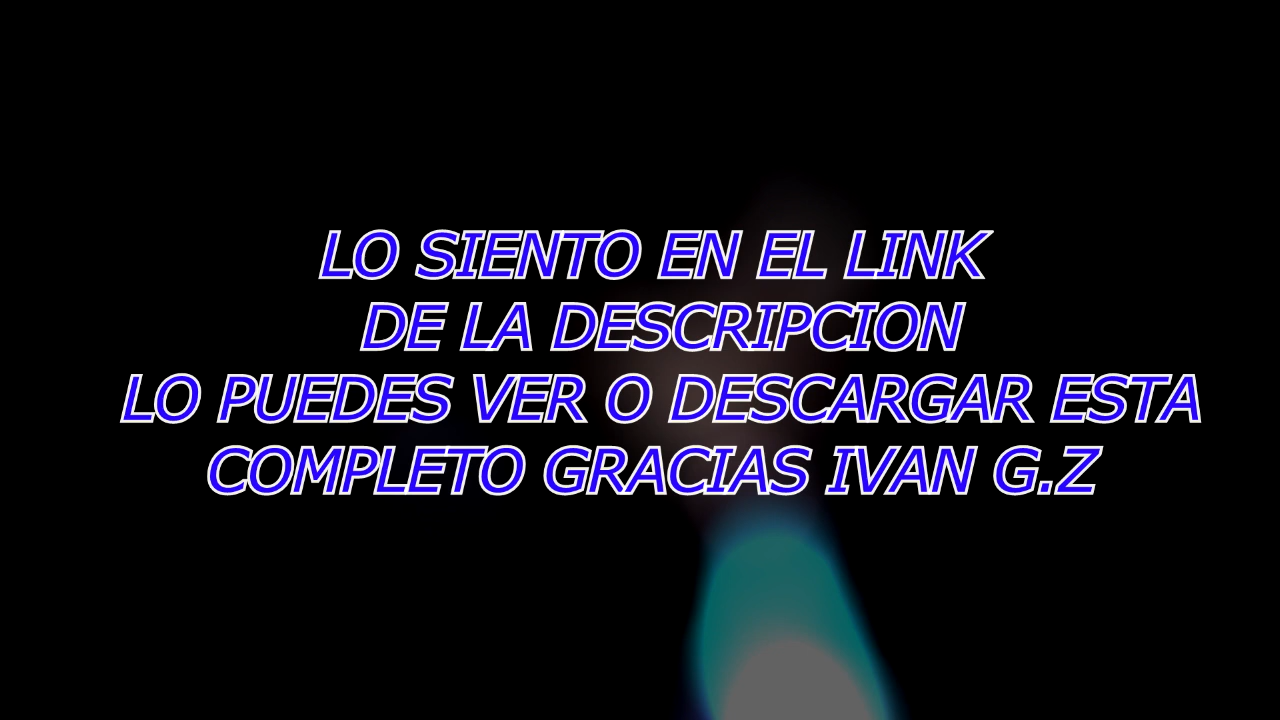 LO SIENTO EN EL LINK
DE LA DESCRIPCION
LO PUEDES VER O DESCARGAR ESTA
COMPLETO GRACIAS IVAN G.Z